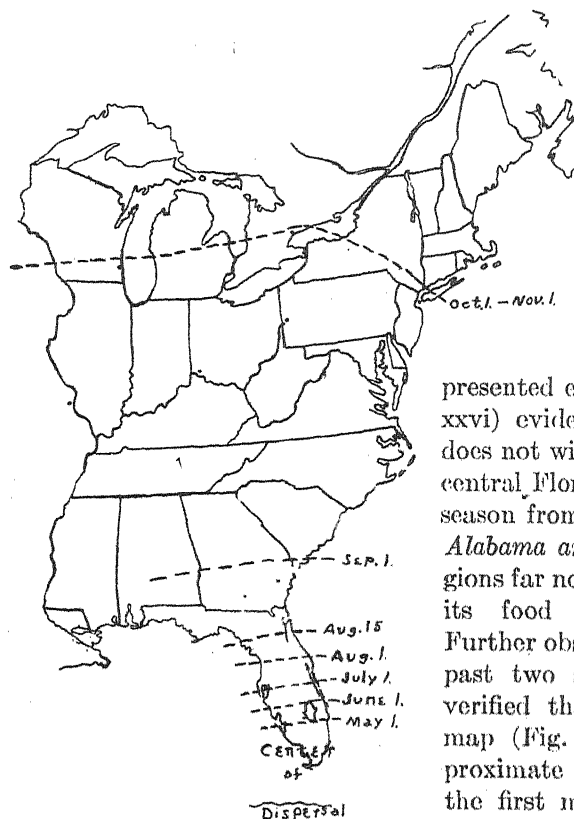 Oct.1. – Nov.1.
Sep.1.
Aug.15
Aug.1.
July 1.
June 1.
May 1.
CENTER
of
Dispersal
presented e
xxvi) evide
does not wi
central Flor
season from
Alabama a
gions far no
its food
Further obs
past two
verified th
map (Fig.
proximate
the first m